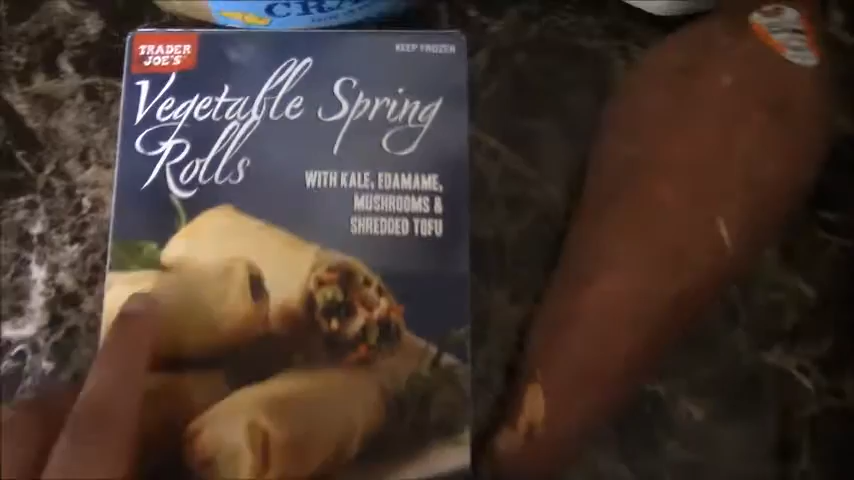 TRADER
JOE'S
KEEP FROZEN
Vegetable Spring
Rolls
WITH KALE, EDAMAME,
MUSHROOMS &
SHREDDED TOFU